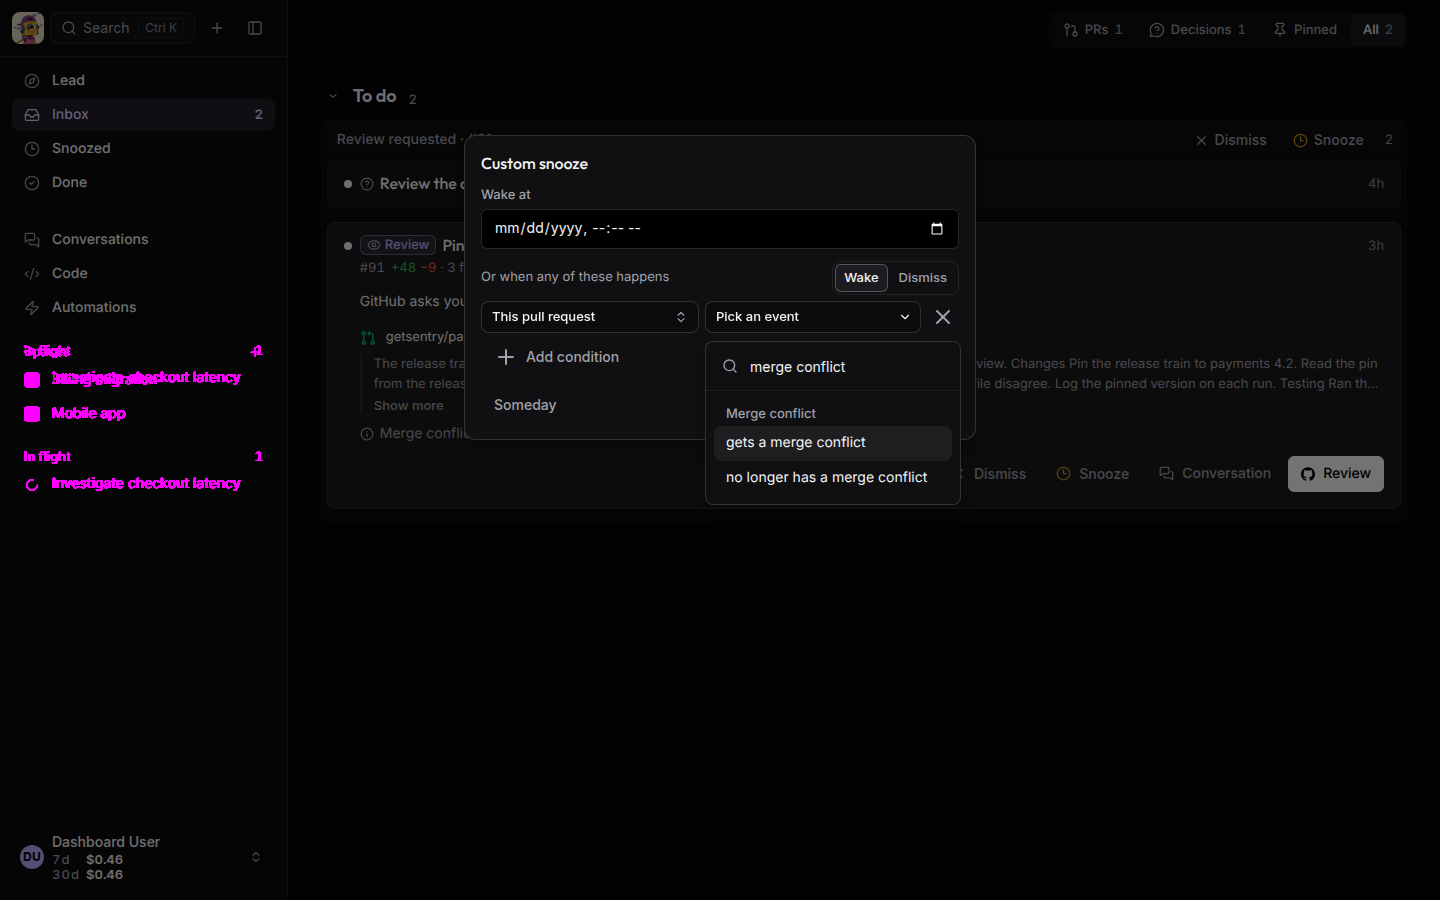 Search Ctrl K
Lead
Inbox 2
Snoozed
Done
Conversations
Code
Automations
Mobile app
In flight 1
Investigate checkout latency
Dashboard User
DU
7d $0.46
30d $0.46
PRs 1
Decisions 1
Pinned
All 2
To do 2
Review requested ·
Dismiss
Snooze 2
Review the
4h
Review
3h
#91 +48 −9 · 3
GitHub asks
getsentry/pa
The release
view. Changes Pin the release train to payments 4.2. Read the pin
from the
file disagree. Log the pinned version on each run. Testing Ran th...
Show more
Merge
Dismiss
Snooze
Conversation
Review
Custom snooze
Wake at
mm/dd/yyyy, --:-- --
Or when any of these happens
Wake
Dismiss
This pull request
Pick an event
Add condition
Someday
merge conflict
Merge conflict
gets a merge conflict
no longer has a merge conflict